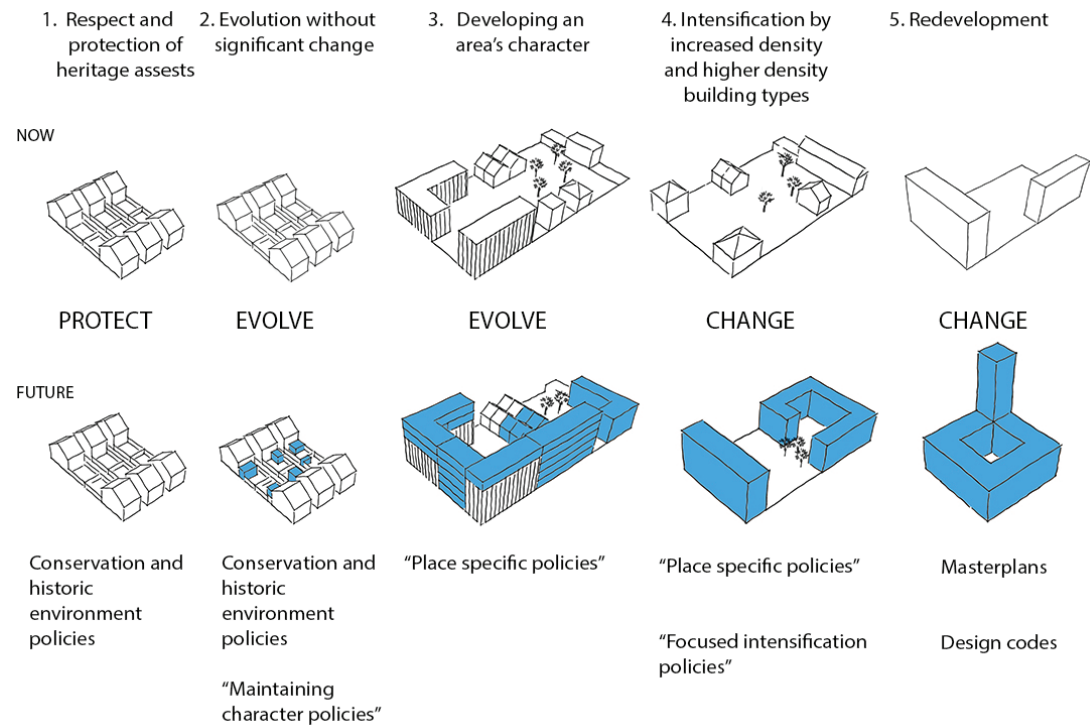 1. Respect and
protection of
heritage assests
2. Evolution without
significant change
3. Developing an
area's character
4. Intensification by
increased density
and higher density
building types
5. Redevelopment
NOW
PROTECT
EVOLVE
EVOLVE
CHANGE
CHANGE
FUTURE
Conservation and
historic
environment
policies
Conservation and
historic
environment
policies
“Maintaining
character policies”
“Place specific policies”
“Place specific policies”
“Focused intensification
policies”
Masterplans
Design codes